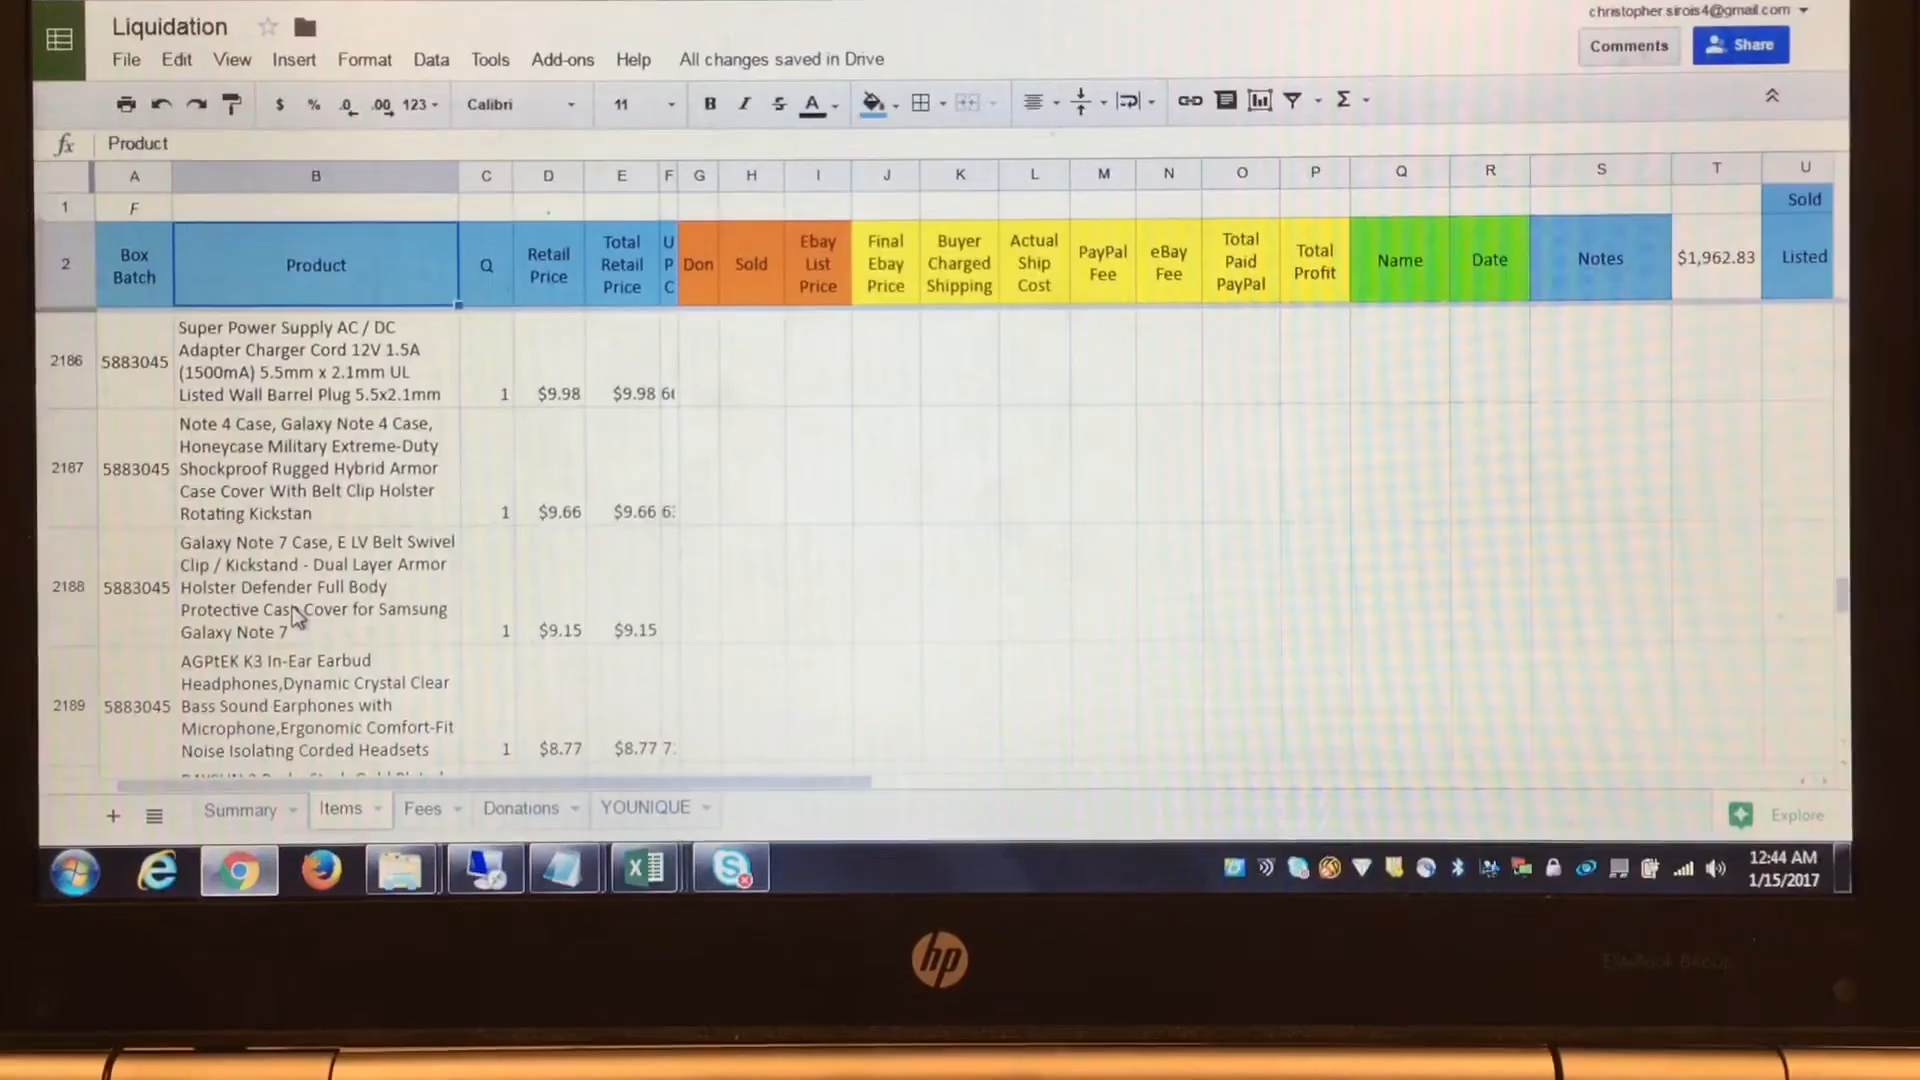 Liquidation
christopher.sirois4@gmail.com
File Edit View Insert Format Data Tools Add-ons Help All changes saved in Drive
Comments
Share
$ % .0 .00 123 Calibri 11 B I S A Σ
fx Product
A B C D E F G H I J K L M N O P Q R S T U
1 F Sold
2 Box Batch Product Q Retail Price Total Retail Price UPC Don Sold Ebay List Price Final Ebay Price Buyer Charged Shipping Actual Ship Cost PayPal Fee eBay Fee Total Paid PayPal Total Profit Name Date Notes $1,962.83 Listed
Super Power Supply AC / DC
Adapter Charger Cord 12V 1.5A
2186 5883045 (1500mA) 5.5mm x 2.1mm UL
Listed Wall Barrel Plug 5.5x2.1mm 1 $9.98 $9.98
Note 4 Case, Galaxy Note 4 Case,
Honeycase Military Extreme-Duty
2187 5883045 Shockproof Rugged Hybrid Armor
Case Cover With Belt Clip Holster
Rotating Kickstan 1 $9.66 $9.66
Galaxy Note 7 Case, E LV Belt Swivel
Clip / Kickstand - Dual Layer Armor
2188 5883045 Holster Defender Full Body
Protective Case Cover for Samsung
Galaxy Note 7 1 $9.15 $9.15
AGPtEK K3 In-Ear Earbud
Headphones,Dynamic Crystal Clear
2189 5883045 Bass Sound Earphones with
Microphone,Ergonomic Comfort-Fit
Noise Isolating Corded Headsets 1 $8.77 $8.77
+ Summary Items Fees Donations YOUNIQUE Explore
12:44 AM
1/15/2017
hp